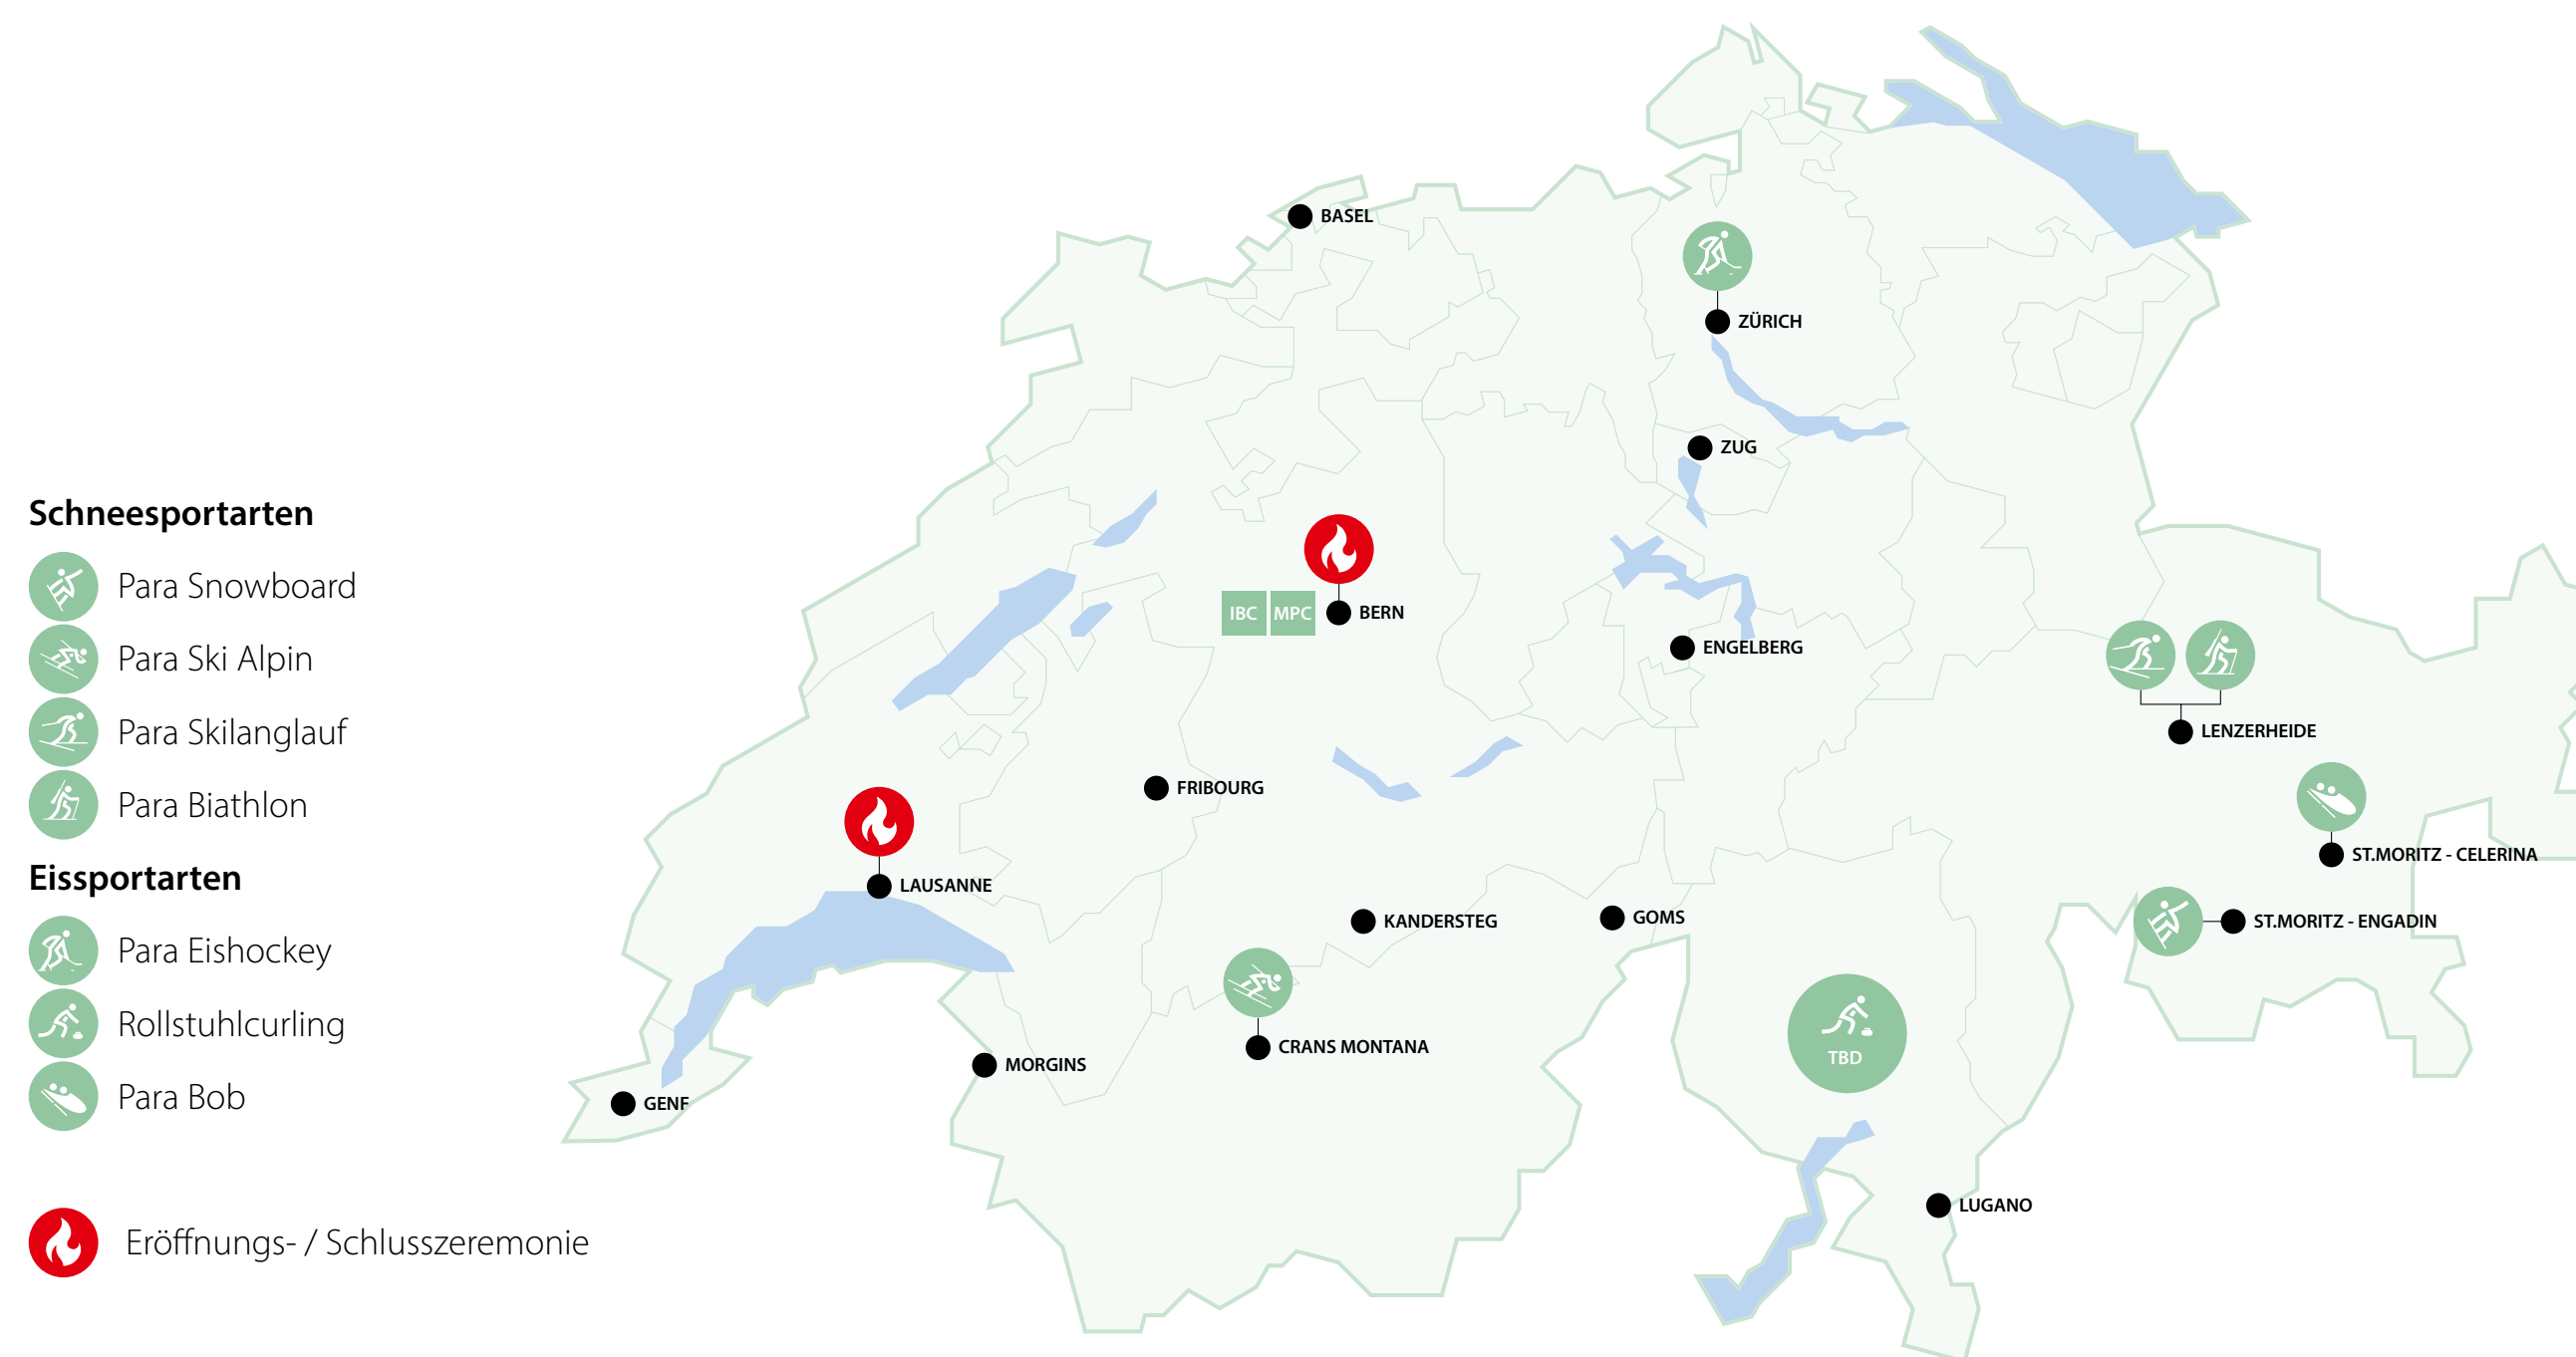 Schneesportarten
Para Snowboard
Para Ski Alpin
Para Skilanglauf
Para Biathlon
Eissportarten
Para Eishockey
Rollstuhlcurling
Para Bob
Eröffnungs- / Schlusszeremonie
BASEL
ZÜRICH
ZUG
IBC
MPC
BERN
ENGELBERG
LENZERHEIDE
FRIBOURG
ST.MORITZ - CELERINA
LAUSANNE
KANDERSTEG
GOMS
ST.MORITZ - ENGADIN
CRANS MONTANA
TBD
MORGINS
GENF
LUGANO